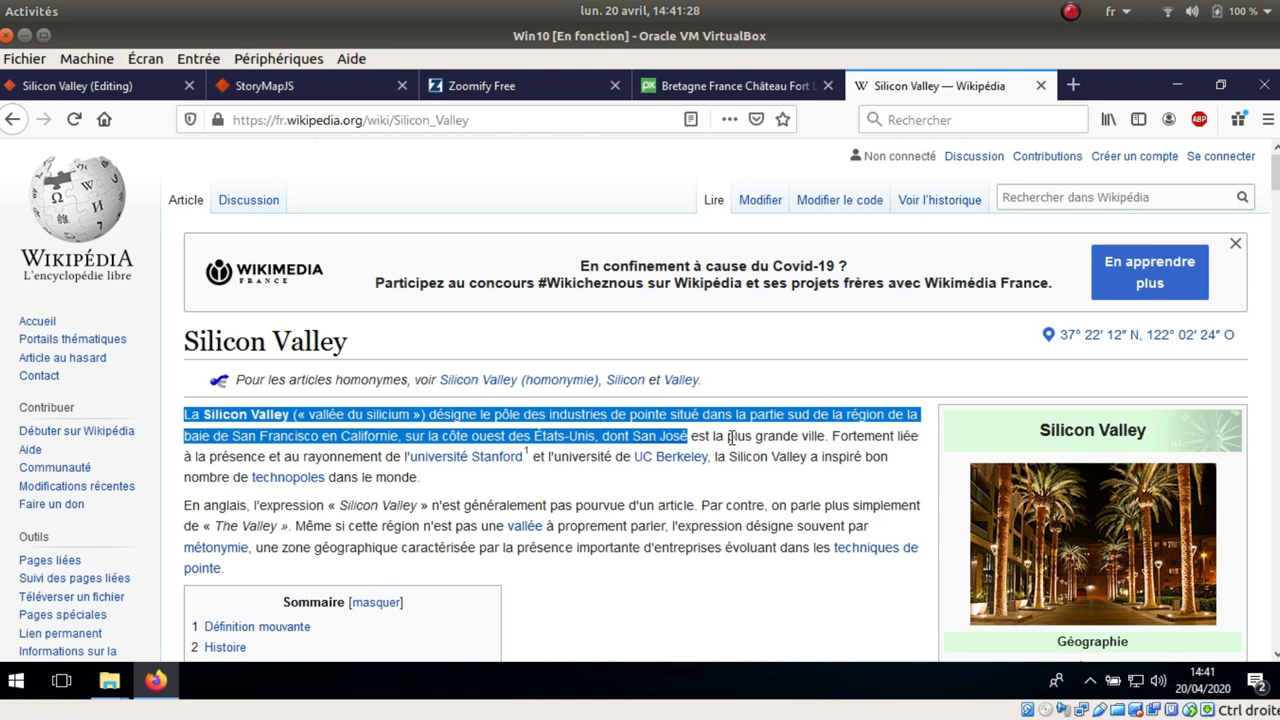 Activités
lun. 20 avril, 14:41:28
fr
100 %
Win10 [En fonction] - Oracle VM VirtualBox
Fichier Machine Écran Entrée Périphériques Aide
Silicon Valley (Editing)
StoryMapJS
Zoomify Free
Bretagne France Château Fort
Silicon Valley — Wikipédia
https://fr.wikipedia.org/wiki/Silicon_Valley
Rechercher
ABP
Non connecté Discussion Contributions Créer un compte Se connecter
Article Discussion
Lire Modifier Modifier le code Voir l'historique
Rechercher dans Wikipédia
WIKIPÉDIA
L'encyclopédie libre
WIKIMEDIA
FRANCE
En confinement à cause du Covid-19 ?
Participez au concours #Wikicheznous sur Wikipédia et ses projets frères avec Wikimédia France.
En apprendre
plus
Accueil
Portails thématiques
Article au hasard
Contact
Contribuer
Débuter sur Wikipédia
Aide
Communauté
Modifications récentes
Faire un don
Outils
Pages liées
Suivi des pages liées
Téléverser un fichier
Pages spéciales
Lien permanent
Informations sur la
Silicon Valley
37° 22′ 12″ N, 122° 02′ 24″ O
Pour les articles homonymes, voir Silicon Valley (homonymie), Silicon et Valley.
La Silicon Valley (« vallée du silicium ») désigne le pôle des industries de pointe situé dans la partie sud de la région de la
baie de San Francisco en Californie, sur la côte ouest des États-Unis, dont San José est la plus grande ville. Fortement liée
à la présence et au rayonnement de l'université Stanford1 et l'université de UC Berkeley, la Silicon Valley a inspiré bon
nombre de technopoles dans le monde.
En anglais, l'expression « Silicon Valley » n'est généralement pas pourvue d'un article. Par contre, on parle plus simplement
de « The Valley ». Même si cette région n'est pas une vallée à proprement parler, l'expression désigne souvent par
métonymie, une zone géographique caractérisée par la présence importante d'entreprises évoluant dans les techniques de
pointe.
Sommaire [masquer]
1 Définition mouvante
2 Histoire
Silicon Valley
Géographie
14:41
20/04/2020
2
Ctrl droite